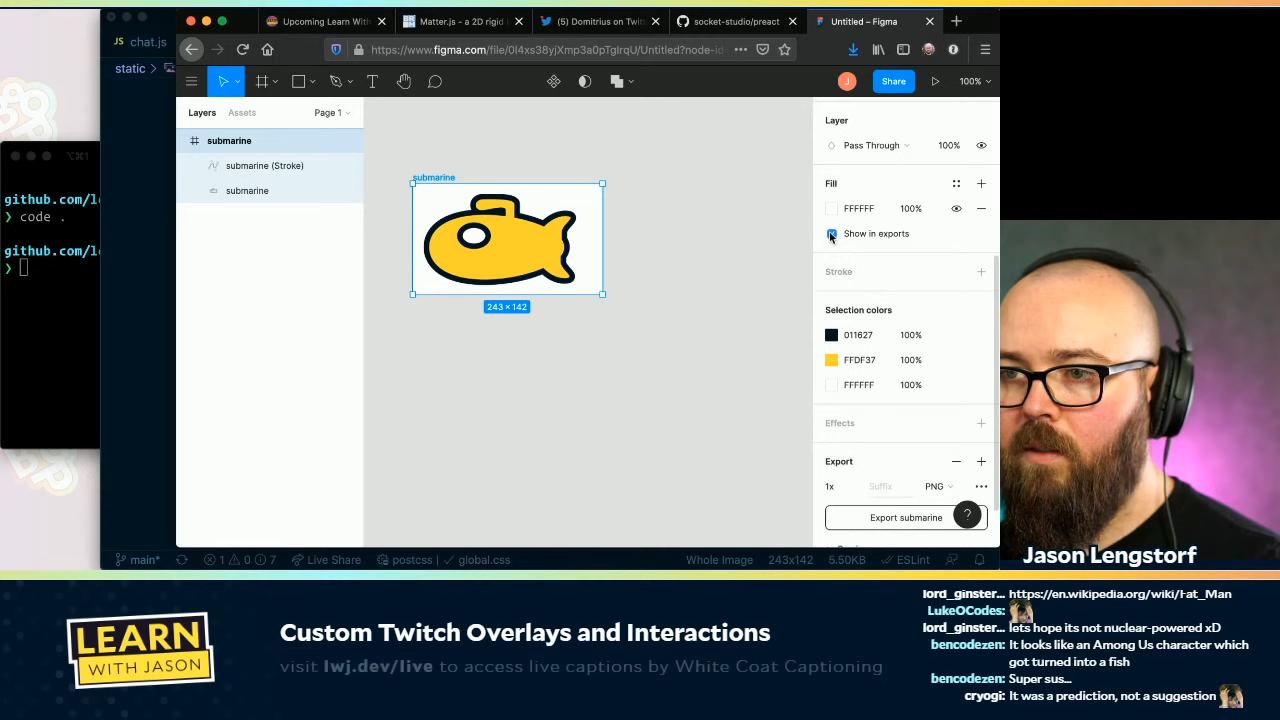 JS chat.js
static >
github.com/l
❯ code .
github.com/l
❯
Upcoming Learn With
Matter.js - a 2D rigid
(5) Domitrius on Twit
socket-studio/preact
Untitled – Figma
https://www.figma.com/file/0l4xs38yjXmp3a0pTglrqU/Untitled?node-id
J
Share
100%
Layers
Assets
Page 1
submarine
submarine (Stroke)
submarine
submarine
243 × 142
Layer
Pass Through
100%
Fill
FFFFFF
100%
Show in exports
Stroke
Selection colors
011627
100%
FFDF37
100%
FFFFFF
100%
Effects
Export
1x
Suffix
PNG
Export submarine
?
main*
1
0
7
Live Share
postcss
global.css
Whole Image
243x142
5.50KB
ESLint
Jason Lengstorf
LEARN
WITH JASON
Custom Twitch Overlays and Interactions
visit lwj.dev/live to access live captions by White Coat Captioning
lord_ginster... https://en.wikipedia.org/wiki/Fat_Man
LukeOCodes:
lord_ginster... lets hope its not nuclear-powered xD
bencodezen: It looks like an Among Us character which
got turned into a fish
bencodezen: Super sus...
cryogi: It was a prediction, not a suggestion